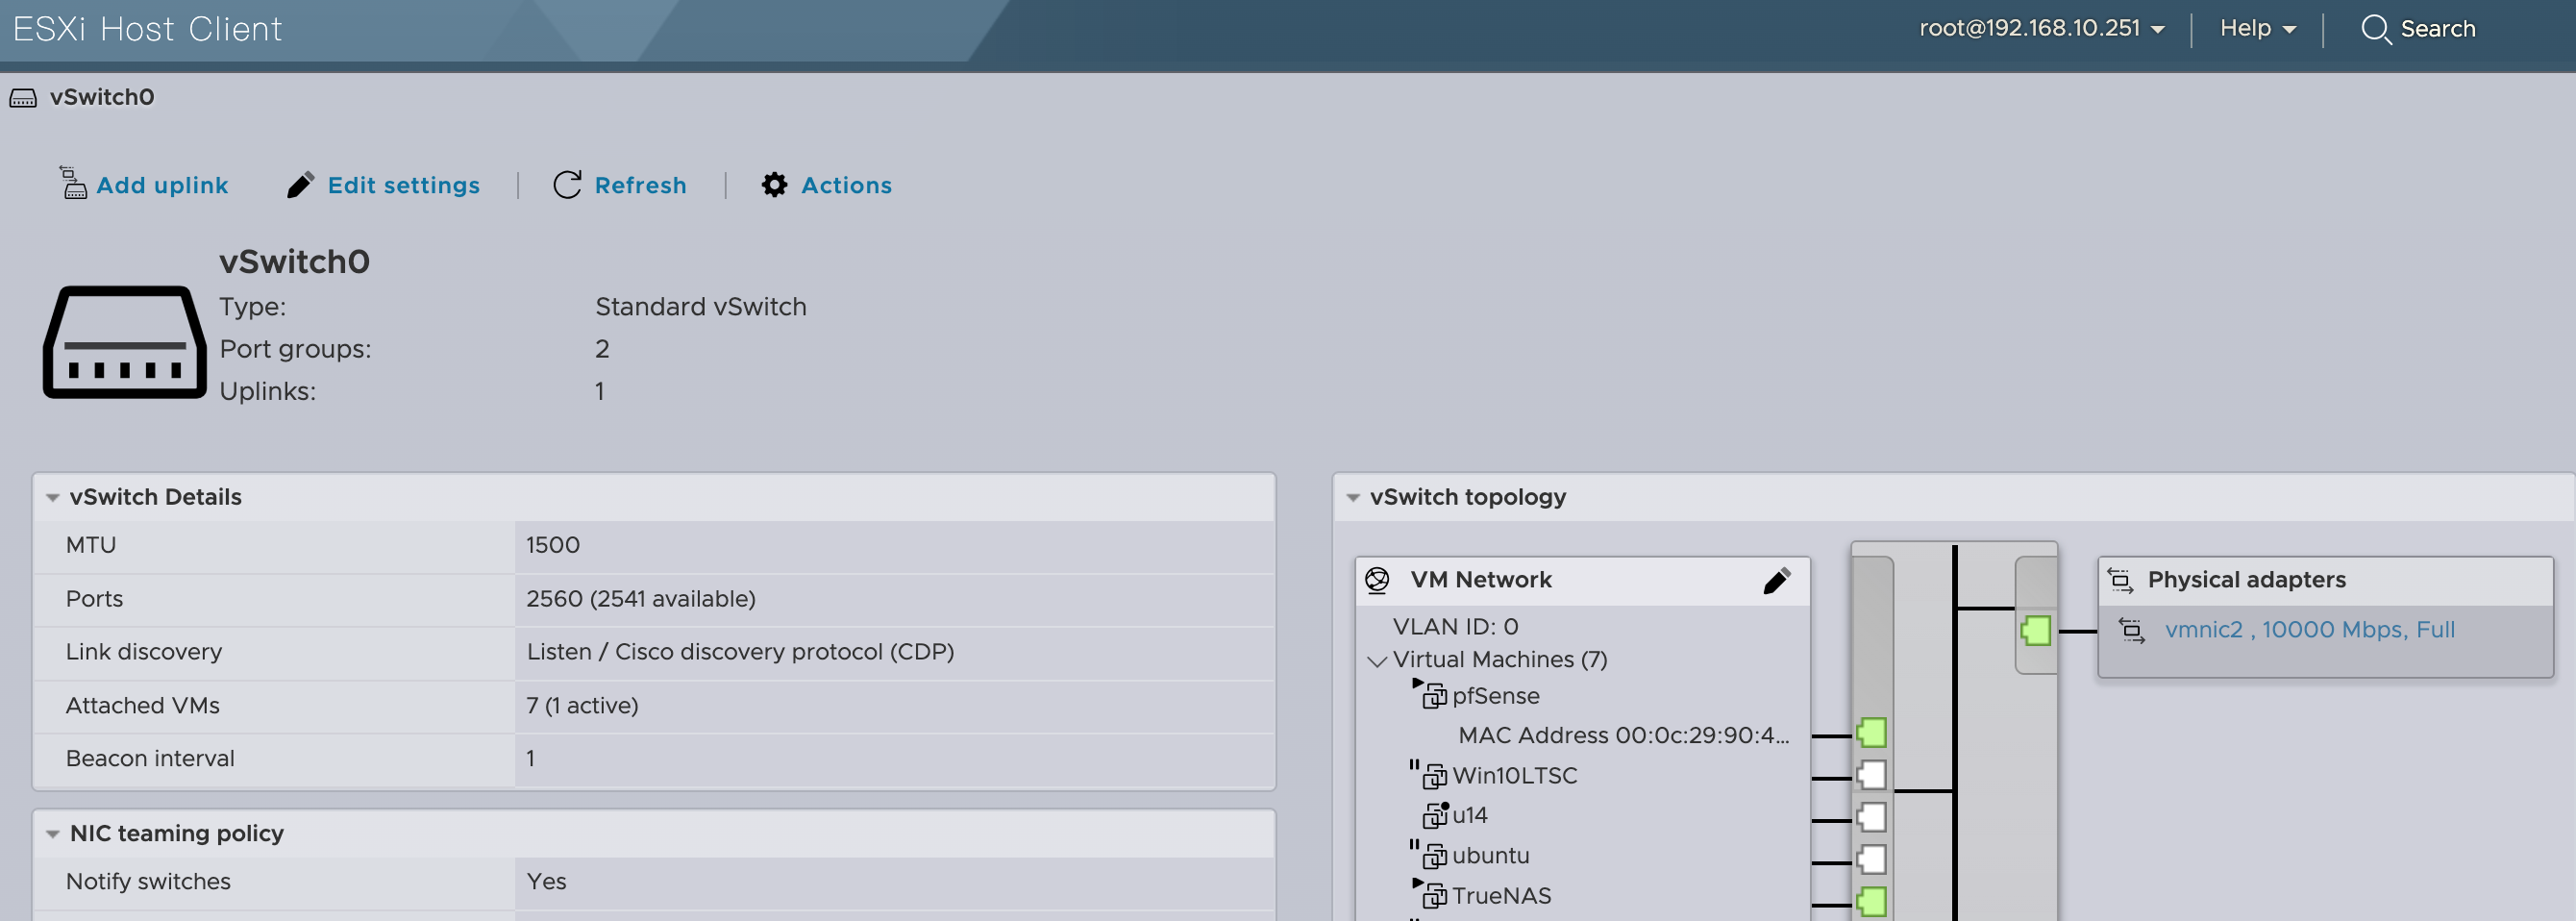 ESXi Host Client
root@192.168.10.251
Help
Search
vSwitch0
Add uplink
Edit settings
Refresh
Actions
vSwitch0
Type: Standard vSwitch
Port groups: 2
Uplinks: 1
vSwitch Details
MTU 1500
Ports 2560 (2541 available)
Link discovery Listen / Cisco discovery protocol (CDP)
Attached VMs 7 (1 active)
Beacon interval 1
NIC teaming policy
Notify switches Yes
vSwitch topology
VM Network
VLAN ID: 0
Virtual Machines (7)
pfSense
MAC Address 00:0c:29:90:4...
Win10LTSC
u14
ubuntu
TrueNAS
Physical adapters
vmnic2 , 10000 Mbps, Full